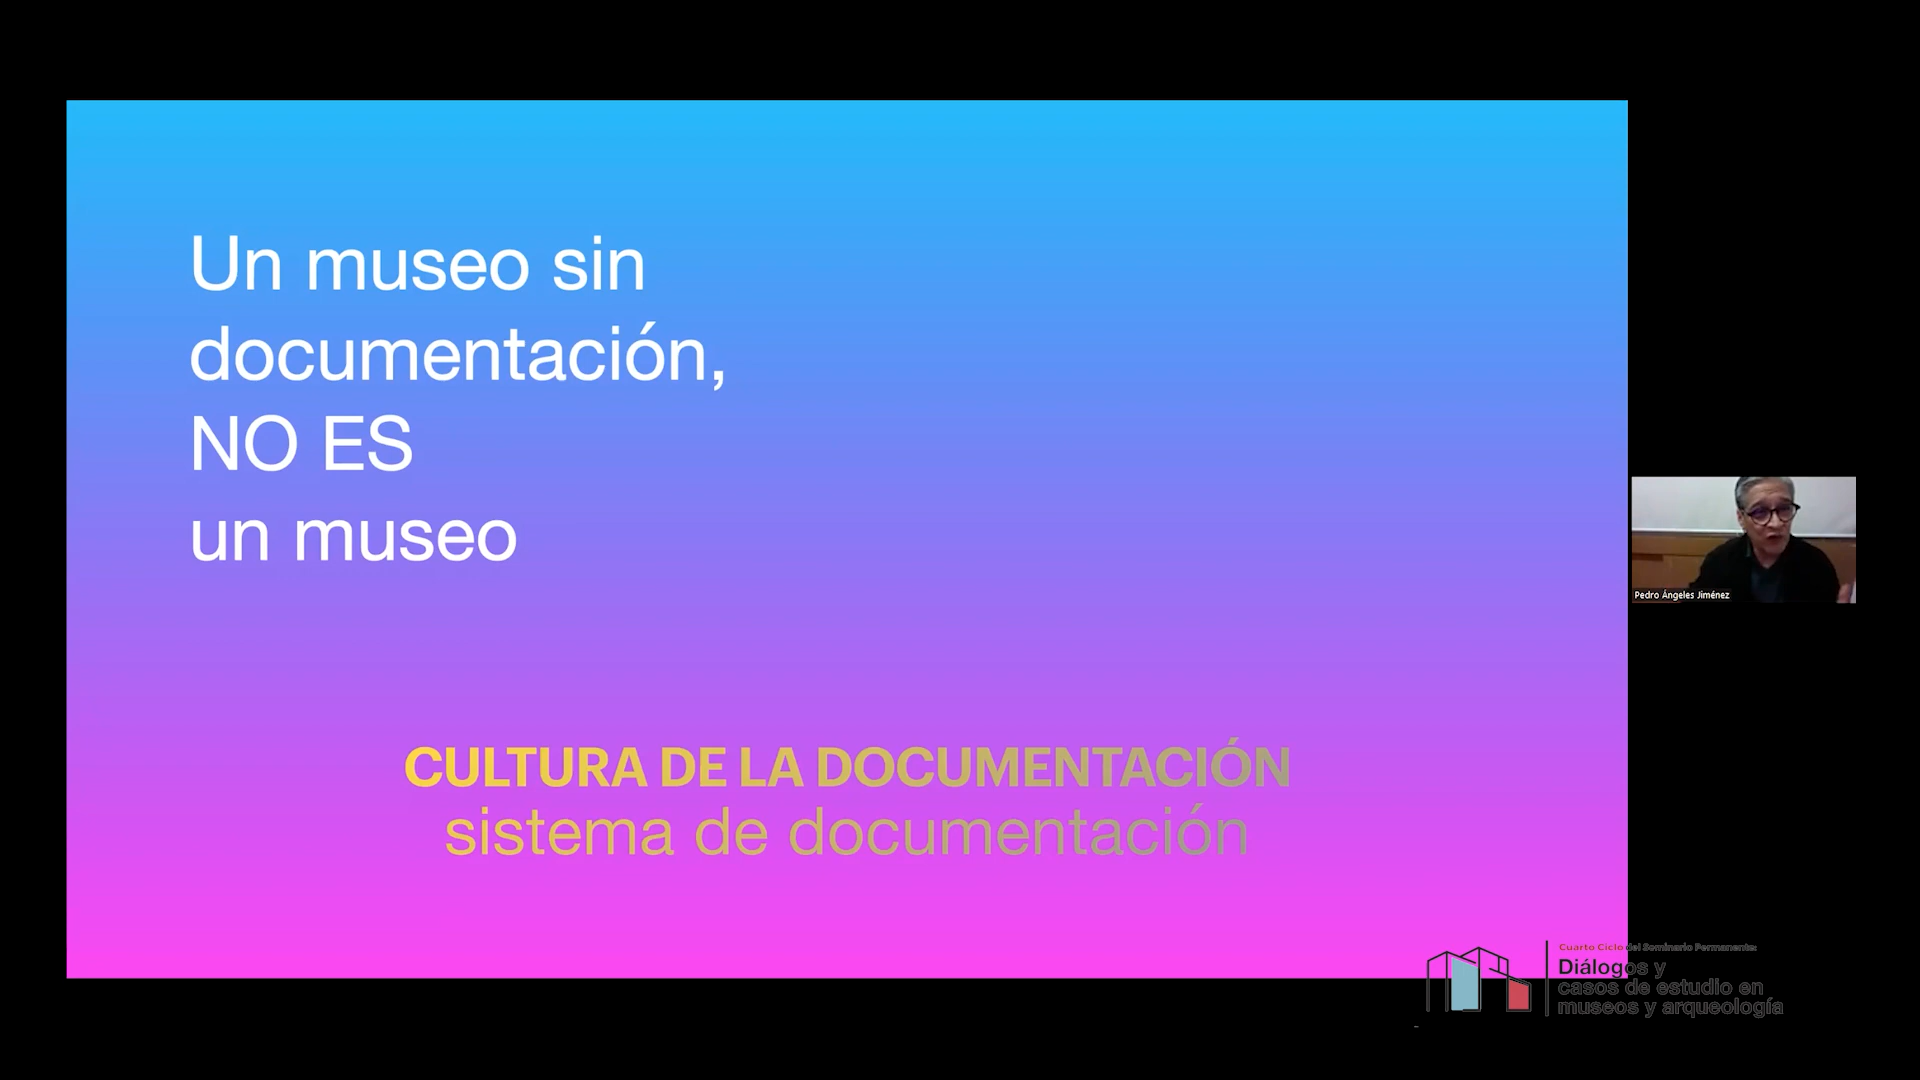 Un museo sin
documentación,
NO ES
un museo
CULTURA DE LA DOCUMENTACIÓN
sistema de documentación
Pedro Ángeles Jiménez
Cuarto Ciclo del Seminario Permanente:
Diálogos y
casos de estudio en
museos y arqueología